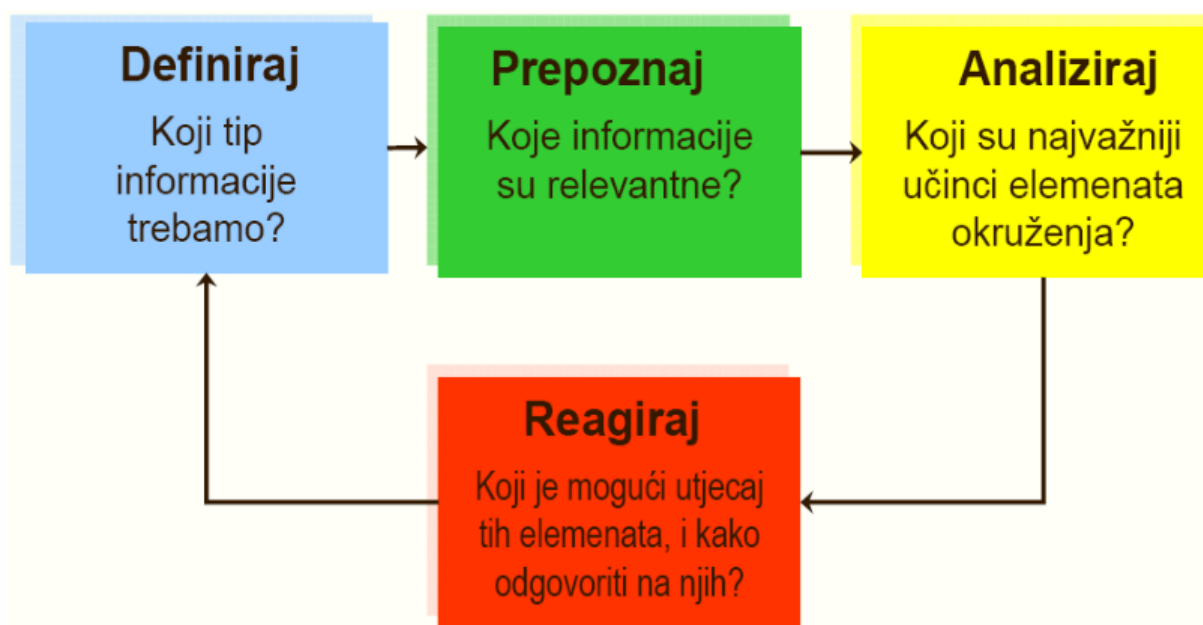 Definiraj
Koji tip
informacije
trebamo?
Prepoznaj
Koje informacije
su relevantne?
Analiziraj
Koji su najvažniji
učinci elemenata
okruženja?
Reagiraj
Koji je mogući utjecaj
tih elemenata, i kako
odgovoriti na njih?